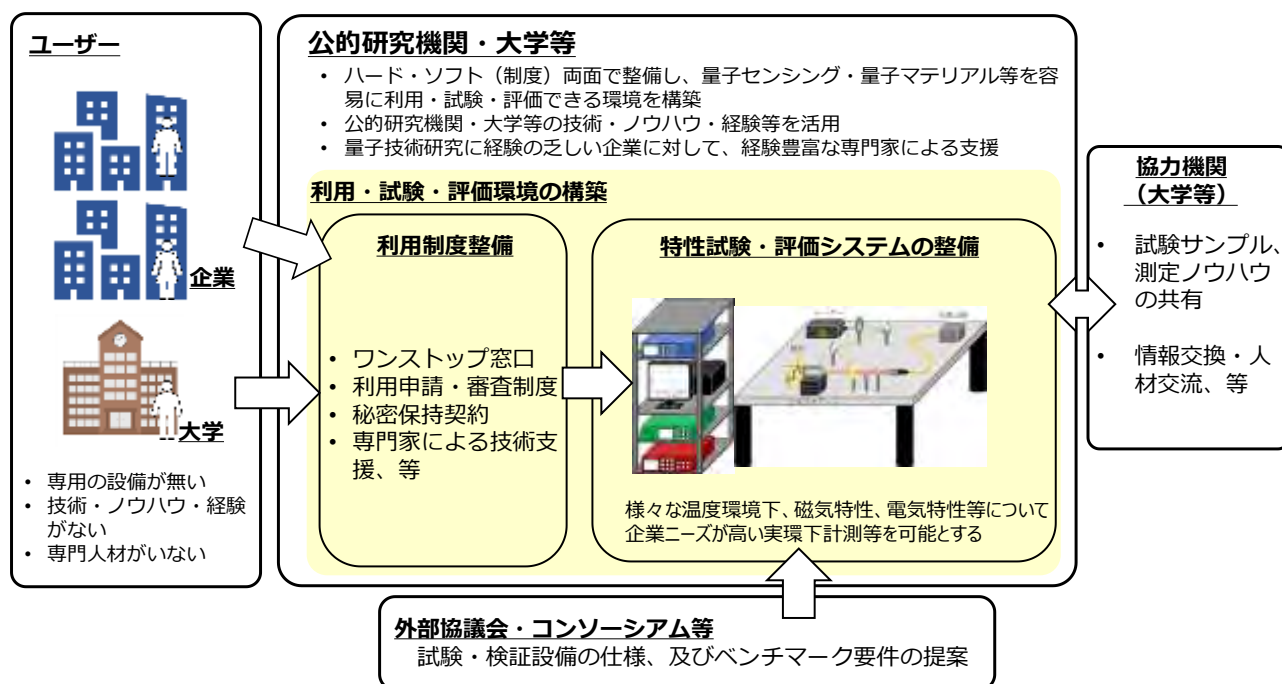 ユーザー
企業
大学
• 専用の設備が無い
• 技術・ノウハウ・経験
がない
• 専門人材がいない
公的研究機関・大学等
• ハード・ソフト（制度）両面で整備し、量子センシング・量子マテリアル等を容
易に利用・試験・評価できる環境を構築
• 公的研究機関・大学等の技術・ノウハウ・経験等を活用
• 量子技術研究に経験の乏しい企業に対して、経験豊富な専門家による支援
利用・試験・評価環境の構築
利用制度整備
• ワンストップ窓口
• 利用申請・審査制度
• 秘密保持契約
• 専門家による技術支
援、等
特性試験・評価システムの整備
様々な温度環境下、磁気特性、電気特性等について
企業ニーズが高い実環下計測等を可能とする
協力機関
（大学等）
• 試験サンプル、
測定ノウハウ
の共有
• 情報交換・人
材交流、等
外部協議会・コンソーシアム等
試験・検証設備の仕様、及びベンチマーク要件の提案